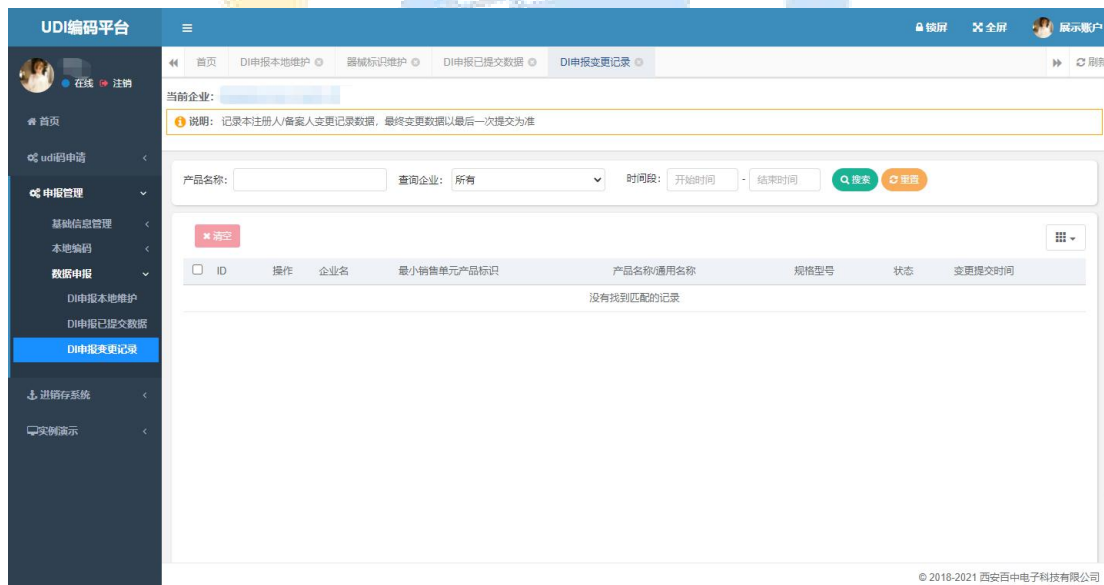 UDI编码平台
锁屏 全屏 展示账户
在线 注销
首页 DI申报本地维护 器械标识维护 DI申报已提交数据 DI申报变更记录
当前企业：
说明： 记录本注册人/备案人变更记录数据，最终变更数据以最后一次提交为准
首页
udi码申请
申报管理
基础信息管理
本地编码
数据申报
DI申报本地维护
DI申报已提交数据
DI申报变更记录
进销存系统
实例演示
产品名称： 查询企业： 所有 时间段： 开始时间 - 结束时间 搜索 重置
清空
ID 操作 企业名 最小销售单元产品标识 产品名称/通用名称 规格型号 状态 变更提交时间
没有找到匹配的记录
© 2018-2021 西安百中电子科技有限公司